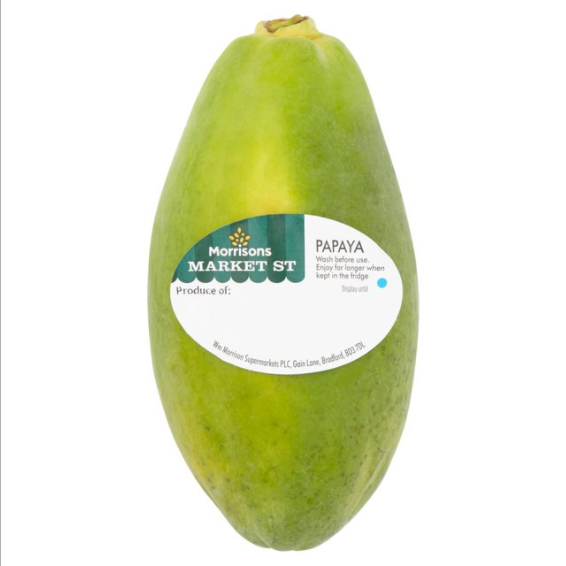 Morrisons
MARKET ST
Produce of:
PAPAYA
Wash before use.
Enjoy for longer when
kept in the fridge
Display until
Wm Morrison Supermarkets PLC, Gain Lane, Bradford, BD3 7DL